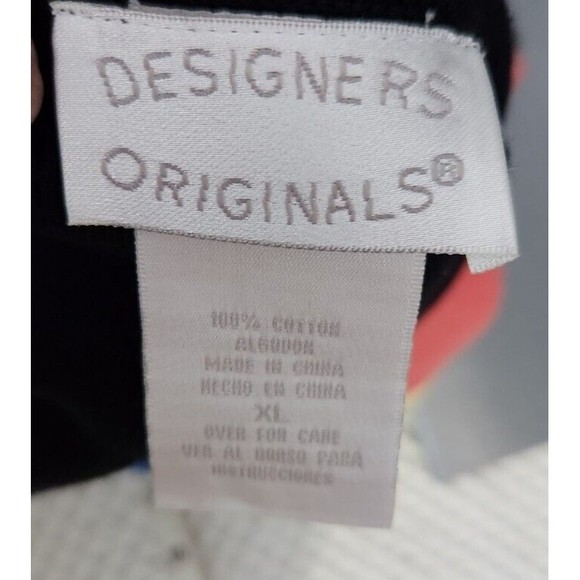 DESIGNERS
ORIGINALS®
100% COTTON
ALGODON
MADE IN CHINA
HECHO EN CHINA
XL
OVER FOR CARE
VER AL DORSO PARA
INSTRUCCIONES